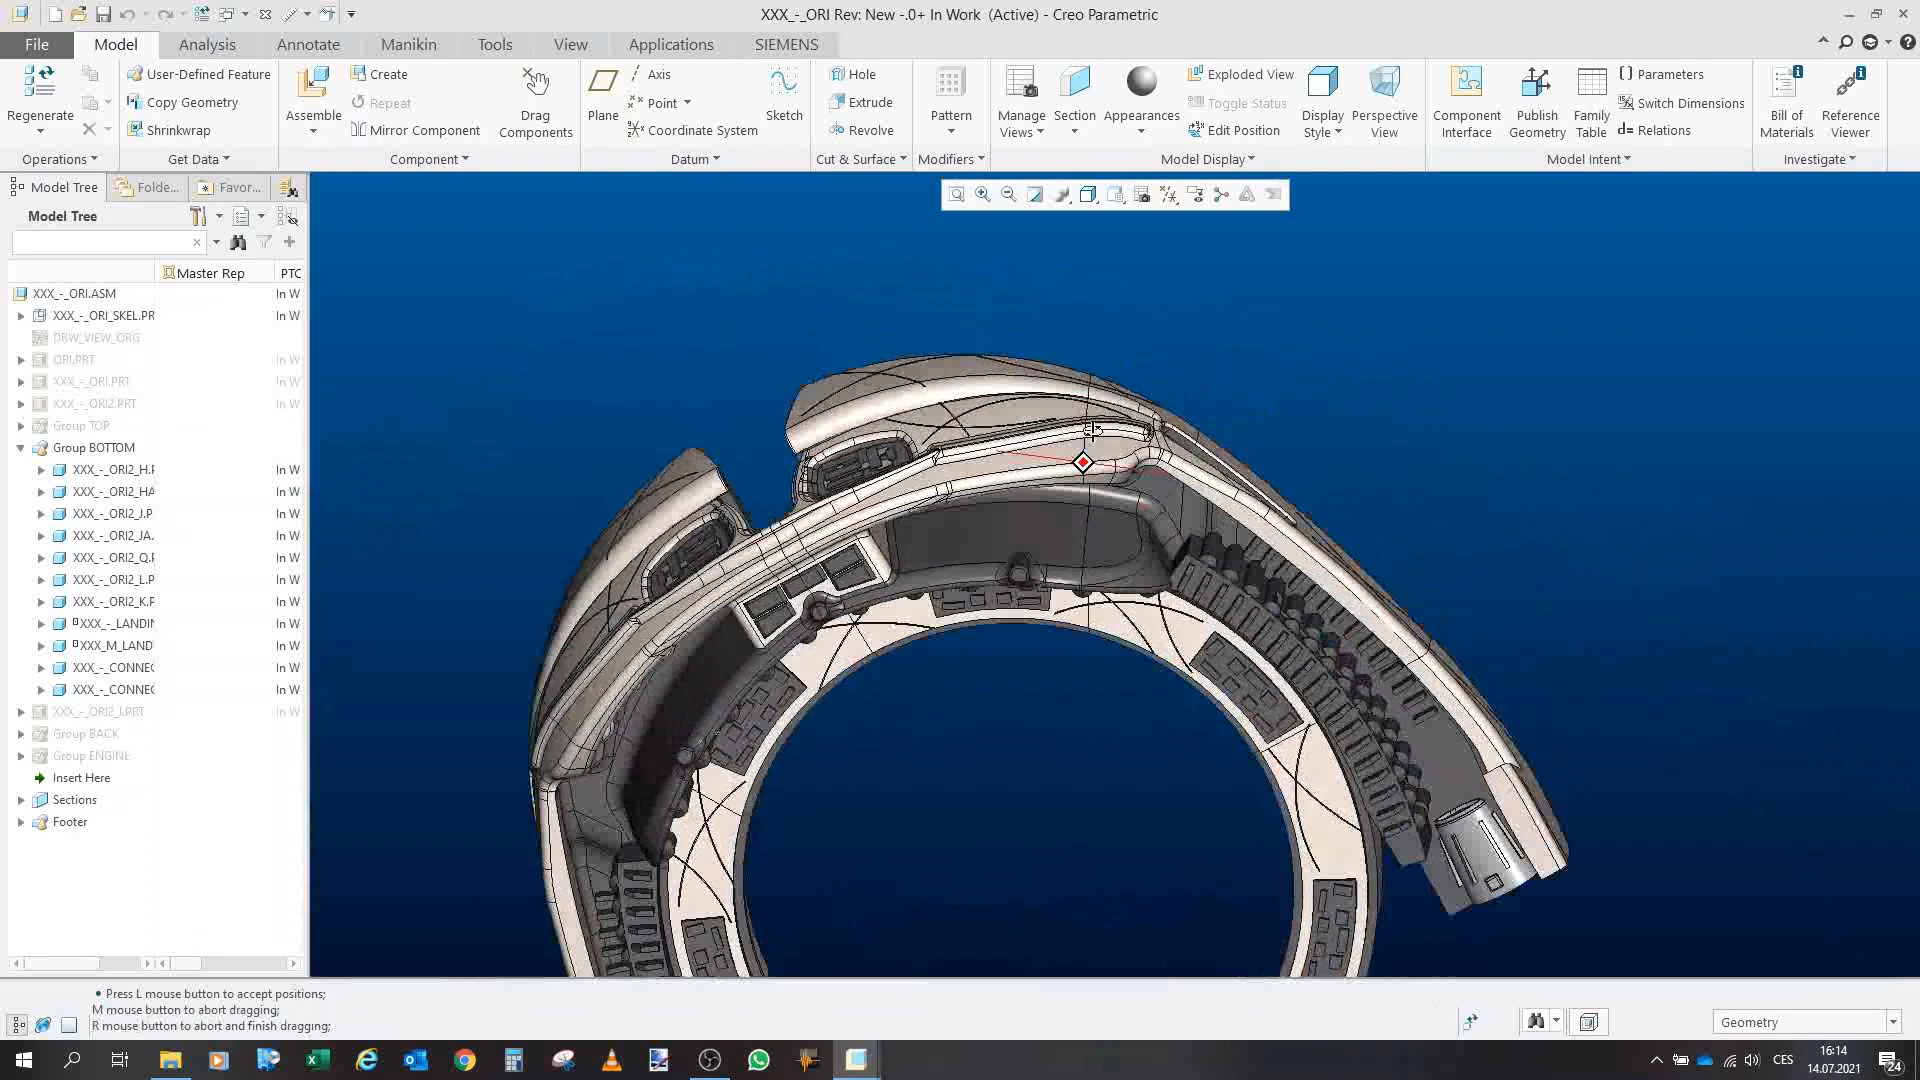 XXX_-_ORI Rev: New -.0+ In Work (Active) - Creo Parametric
File Model Analysis Annotate Manikin Tools View Applications SIEMENS
Regenerate
Operations
User-Defined Feature
Copy Geometry
Shrinkwrap
Get Data
Assemble
Create
Repeat
Mirror Component
Drag Components
Component
Plane
Axis
Point
Coordinate System
Sketch
Datum
Hole
Extrude
Revolve
Cut & Surface
Pattern
Modifiers
Manage Views
Section
Appearances
Exploded View
Toggle Status
Edit Position
Display Style
Perspective View
Model Display
Component Interface
Publish Geometry
Family Table
Parameters
Switch Dimensions
Relations
Model Intent
Bill of Materials
Reference Viewer
Investigate
Model Tree Folde... Favor...
Model Tree
Master Rep PTC
XXX_-_ORI.ASM In W
XXX_-_ORI_SKEL.PR In W
DRW_VIEW_ORG
ORI.PRT In W
XXX_-_ORI.PRT In W
XXX_-_ORI2.PRT In W
Group TOP
Group BOTTOM
XXX_-_ORI2_H.F In W
XXX_-_ORI2_HA In W
XXX_-_ORI2_J.P In W
XXX_-_ORI2_JA. In W
XXX_-_ORI2_Q.F In W
XXX_-_ORI2_L.P In W
XXX_-_ORI2_K.F In W
XXX_-_LANDIN In W
XXX_M_LAND In W
XXX_-_CONNEC In W
XXX_-_CONNEC In W
XXX_-_ORI2_I.PRT In W
Group BACK
Group ENGINE
Insert Here
Sections
Footer
• Press L mouse button to accept positions;
M mouse button to abort dragging;
R mouse button to abort and finish dragging;
Geometry
CES
16:14
14.07.2021
24